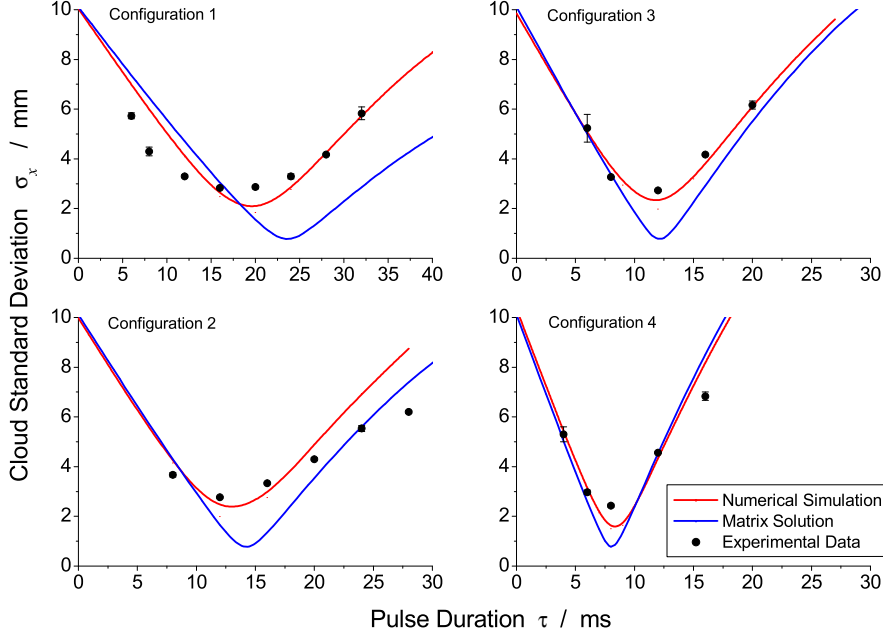 Configuration 1
10
8
6
4
2
0
0 5 10 15 20 25 30 35 40
Configuration 3
10
8
6
4
2
0
0 5 10 15 20 25 30
Configuration 2
10
8
6
4
2
0
0 5 10 15 20 25 30
Configuration 4
10
8
6
4
2
0
0 5 10 15 20 25 30
Numerical Simulation
Matrix Solution
Experimental Data
Cloud Standard Deviation σx / mm
Pulse Duration τ / ms